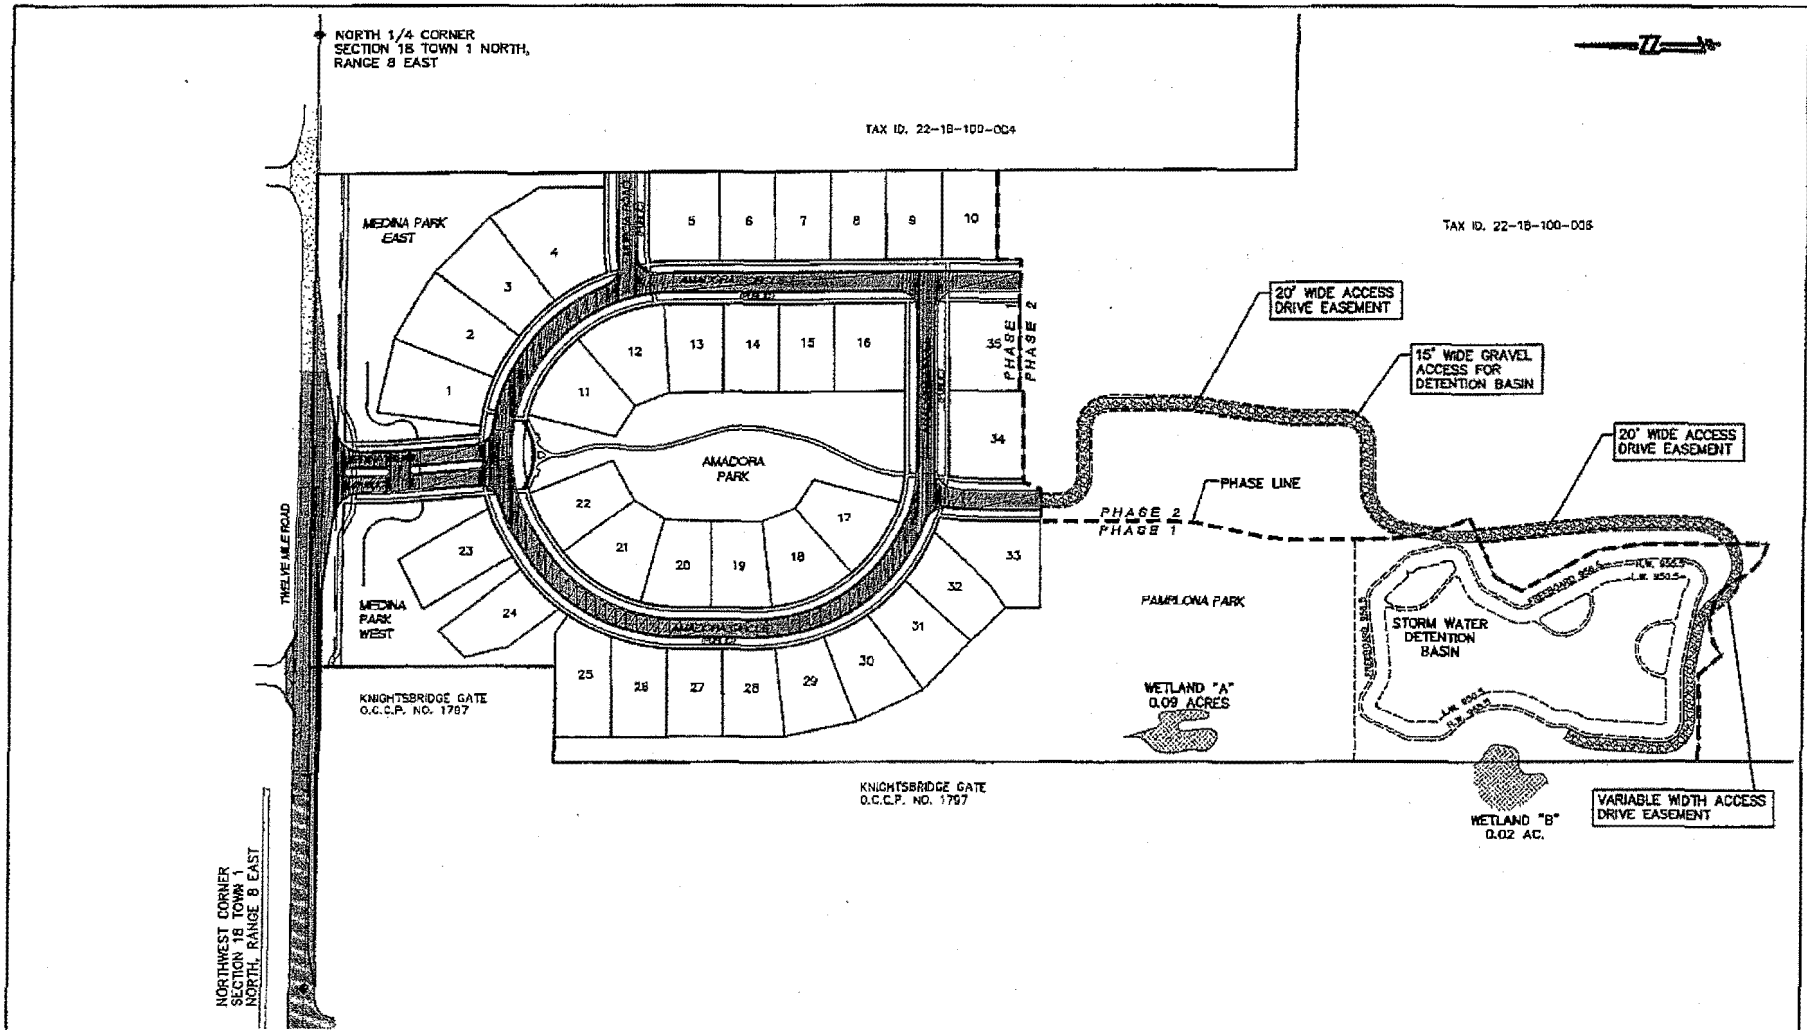 NORTH 1/4 CORNER
SECTION 18 TOWN 1 NORTH,
RANGE 8 EAST
TAX ID. 22-18-100-004
MEDINA PARK
EAST
5
6
7
8
9
10
4
3
2
1
TAX ID. 22-18-100-006
20' WIDE ACCESS
DRIVE EASEMENT
15' WIDE GRAVEL
ACCESS FOR
DETENTION BASIN
20' WIDE ACCESS
DRIVE EASEMENT
12
13
14
15
16
11
35
PHASE 1
PHASE 2
34
AMADORA
PARK
PHASE LINE
PHASE 2
PHASE 1
22
21
20
19
18
17
23
24
33
32
31
30
29
28
27
26
25
AMADORA CIRCLE
TWELVE MILE ROAD
MEDINA
PARK
WEST
PAMPLONA PARK
STORM WATER
DETENTION
BASIN
KNIGHTSBRIDGE GATE
O.C.C.P. NO. 1797
WETLAND "A"
0.09 ACRES
KNIGHTSBRIDGE GATE
O.C.C.P. NO. 1797
WETLAND "B"
0.02 AC.
VARIABLE WIDTH ACCESS
DRIVE EASEMENT
NORTHWEST CORNER
SECTION 18 TOWN 1
NORTH, RANGE 8 EAST